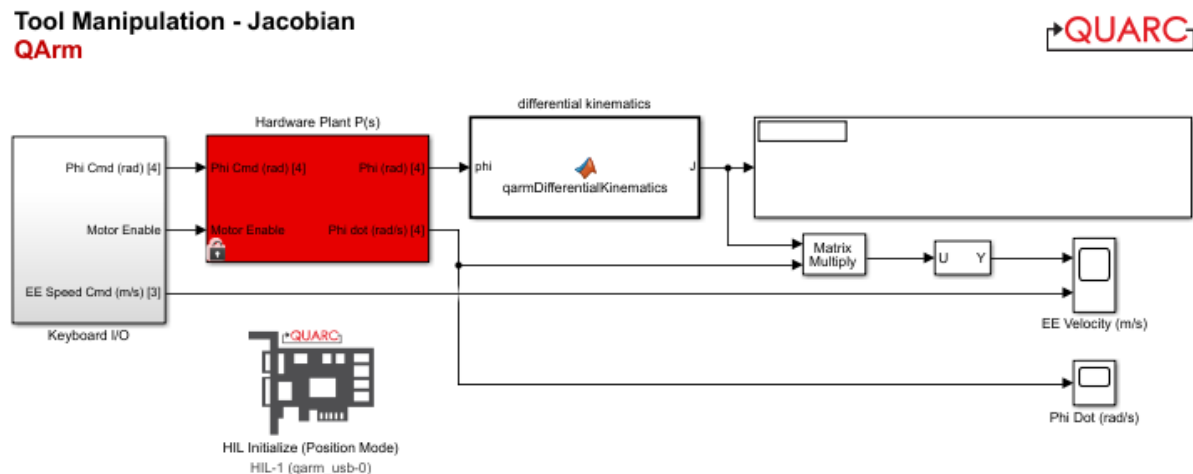 Tool Manipulation - Jacobian
QArm
QUARC
differential kinematics
Hardware Plant P(s)
Phi Cmd (rad) [4]
Phi Cmd (rad) [4]
Phi (rad) [4]
phi
J
qarmDifferentialKinematics
Motor Enable
Motor Enable
Phi dot (rad/s) [4]
Matrix
Multiply
U
Y
EE Speed Cmd (m/s) [3]
Keyboard I/O
EE Velocity (m/s)
QUARC
Phi Dot (rad/s)
HIL Initialize (Position Mode)
HIL-1 (qarm_usb-0)